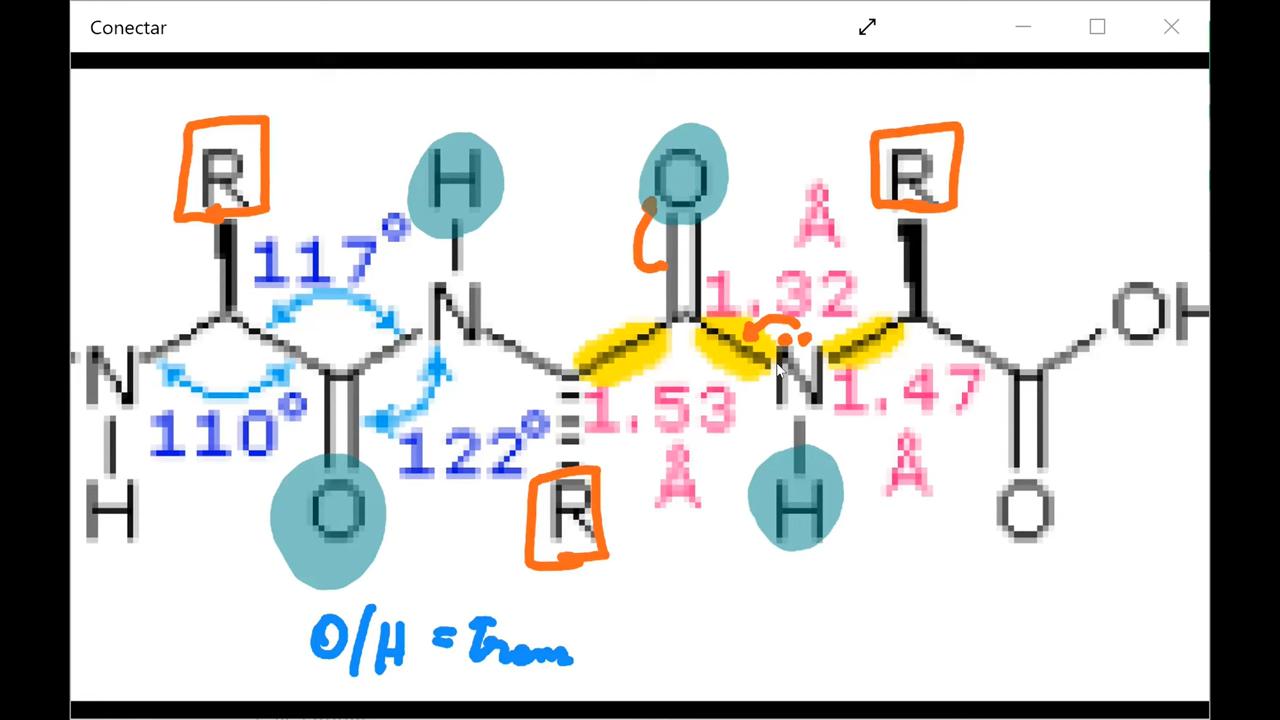 Conectar
R H O R
117° Å
1.32
N OH
N N
1.53 1.47
110° 122° Å Å
H O R H O
O/H = Trans